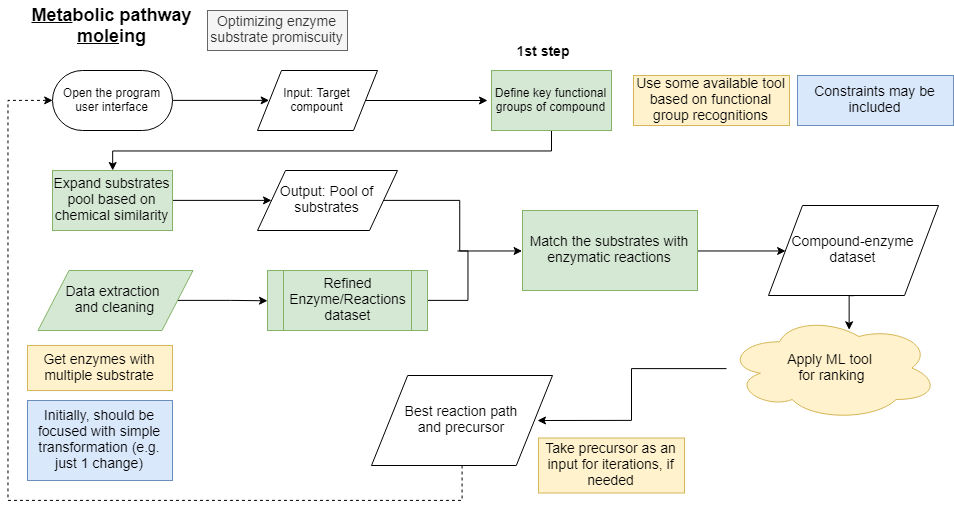 Metabolic pathway
moleing
Optimizing enzyme
substrate promiscuity
1st step
Open the program
user interface
Input: Target
compount
Define key functional
groups of compound
Use some available tool
based on functional
group recognitions
Constraints may be
included
Expand substrates
pool based on
chemical similarity
Output: Pool of
substrates
Match the substrates with
enzymatic reactions
Compound-enzyme
dataset
Data extraction
and cleaning
Refined
Enzyme/Reactions
dataset
Get enzymes with
multiple substrate
Apply ML tool
for ranking
Initially, should be
focused with simple
transformation (e.g.
just 1 change)
Best reaction path
and precursor
Take precursor as an
input for iterations, if
needed